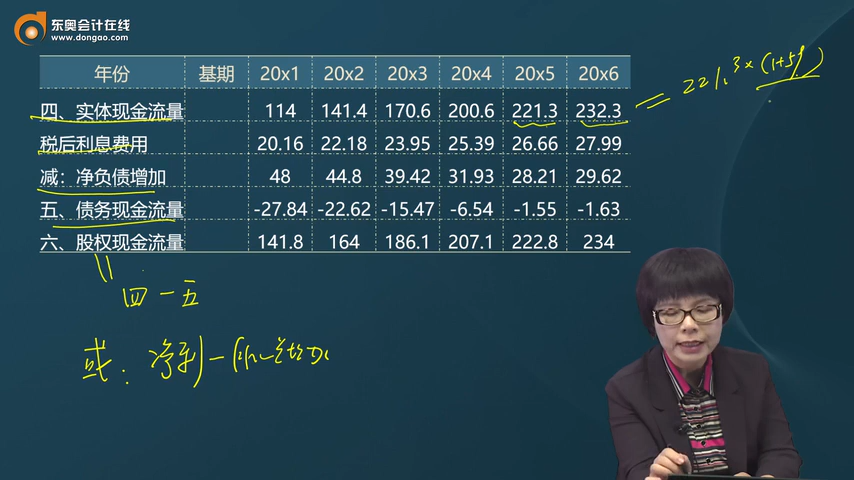 东奥会计在线
www.dongao.com
年份 基期 20x1 20x2 20x3 20x4 20x5 20x6
四、实体现金流量 114 141.4 170.6 200.6 221.3 232.3
税后利息费用 20.16 22.18 23.95 25.39 26.66 27.99
减：净负债增加 48 44.8 39.42 31.93 28.21 29.62
五、债务现金流量 -27.84 -22.62 -15.47 -6.54 -1.55 -1.63
六、股权现金流量 141.8 164 186.1 207.1 222.8 234
= 221.3×(1+5%)
四－五
或：净利－